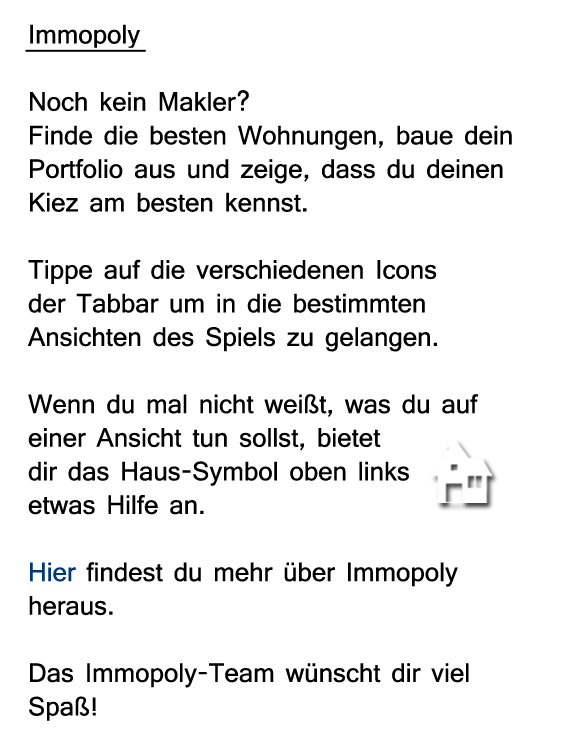 Immopoly
Noch kein Makler?
Finde die besten Wohnungen, baue dein
Portfolio aus und zeige, dass du deinen
Kiez am besten kennst.
Tippe auf die verschiedenen Icons
der Tabbar um in die bestimmten
Ansichten des Spiels zu gelangen.
Wenn du mal nicht weißt, was du auf
einer Ansicht tun sollst, bietet
dir das Haus-Symbol oben links
etwas Hilfe an.
Hier findest du mehr über Immopoly
heraus.
Das Immopoly-Team wünscht dir viel
Spaß!